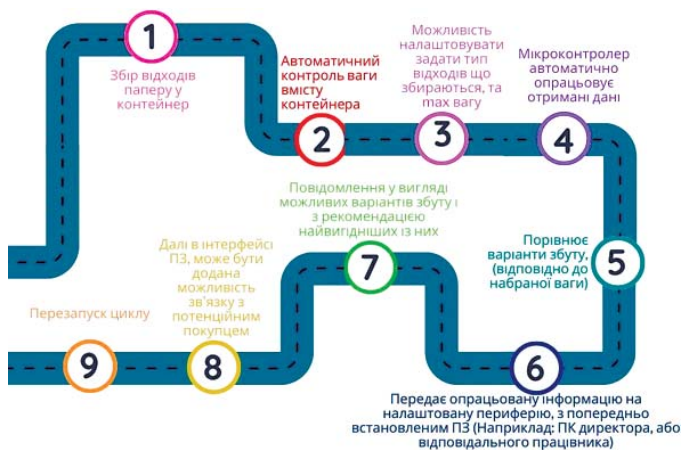 1
Збір відходів
паперу у
контейнер
Автоматичний
контроль ваги
вмісту
контейнера
2
Можливість
налаштовувати
задати тип
відходів що
збираються, та
max вагу
3
Мікроконтролер
автоматично
опрацьовує
отримані дані
4
Порівнює
варіанти збуту,
(відповідно до
набраної ваги)
5
6
Передає опрацьовану інформацію на
налаштовану периферію, з попередньо
встановленим ПЗ (Наприклад: ПК директора, або
відповідального працівника)
Повідомлення у вигляді
можливих варіантів збуту і
з рекомендацією
найвигідніших із них
7
Далі в інтерфейсі
ПЗ, може бути
додана
можливість
зв'язку з
потенційним
покупцем
8
Перезапуск циклу
9